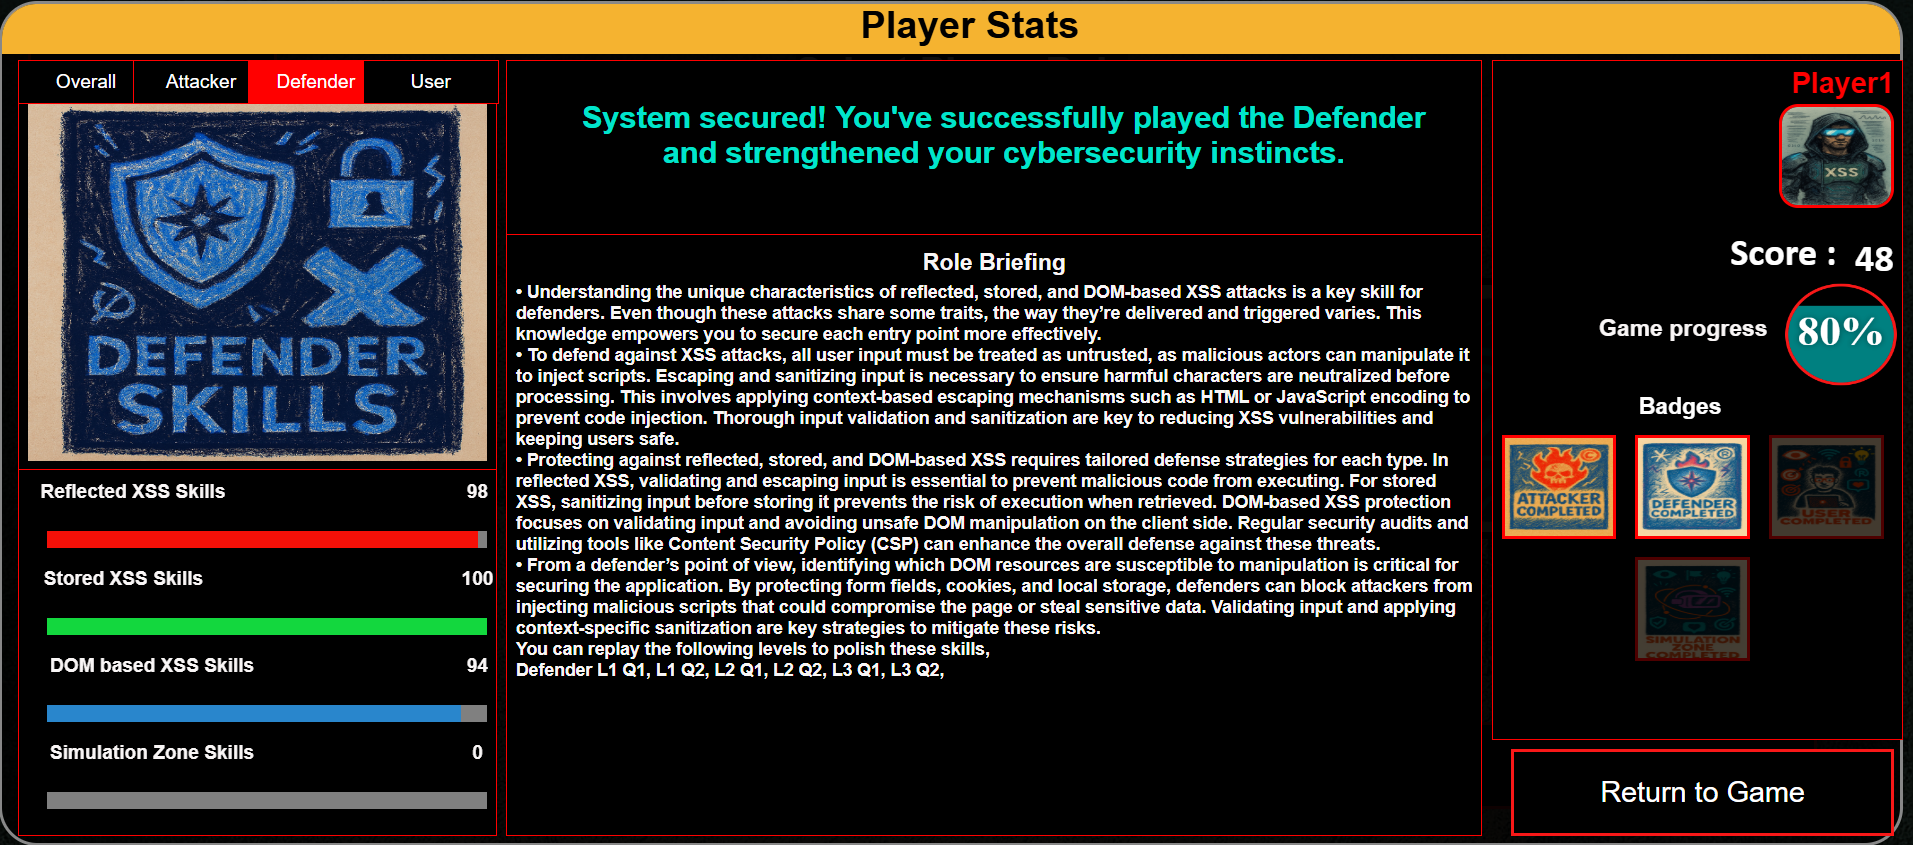 Player Stats
Overall
Attacker
Defender
User
DEFENDER
SKILLS
Reflected XSS Skills 98
Stored XSS Skills 100
DOM based XSS Skills 94
Simulation Zone Skills 0
System secured! You've successfully played the Defender
and strengthened your cybersecurity instincts.
Role Briefing
• Understanding the unique characteristics of reflected, stored, and DOM-based XSS attacks is a key skill for
defenders. Even though these attacks share some traits, the way they’re delivered and triggered varies. This
knowledge empowers you to secure each entry point more effectively.
• To defend against XSS attacks, all user input must be treated as untrusted, as malicious actors can manipulate it
to inject scripts. Escaping and sanitizing input is necessary to ensure harmful characters are neutralized before
processing. This involves applying context-based escaping mechanisms such as HTML or JavaScript encoding to
prevent code injection. Thorough input validation and sanitization are key to reducing XSS vulnerabilities and
keeping users safe.
• Protecting against reflected, stored, and DOM-based XSS requires tailored defense strategies for each type. In
reflected XSS, validating and escaping input is essential to prevent malicious code from executing. For stored
XSS, sanitizing input before storing it prevents the risk of execution when retrieved. DOM-based XSS protection
focuses on validating input and avoiding unsafe DOM manipulation on the client side. Regular security audits and
utilizing tools like Content Security Policy (CSP) can enhance the overall defense against these threats.
• From a defender’s point of view, identifying which DOM resources are susceptible to manipulation is critical for
securing the application. By protecting form fields, cookies, and local storage, defenders can block attackers from
injecting malicious scripts that could compromise the page or steal sensitive data. Validating input and applying
context-specific sanitization are key strategies to mitigate these risks.
You can replay the following levels to polish these skills,
Defender L1 Q1, L1 Q2, L2 Q1, L2 Q2, L3 Q1, L3 Q2,
Player1
XSS
Score : 48
Game progress 80%
Badges
ATTACKER
COMPLETED
DEFENDER
COMPLETED
USER
COMPLETED
SIMULATION
ZONE
COMPLETED
Return to Game